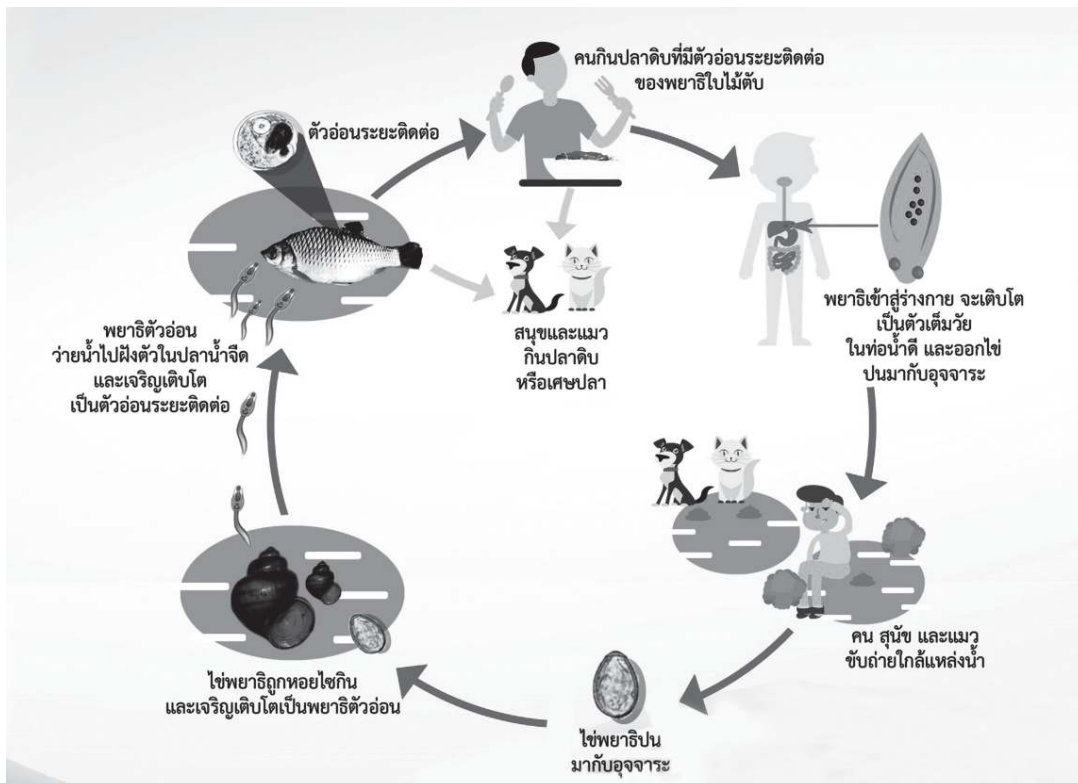 คนกินปลาดิบที่มีตัวอ่อนระยะติดต่อ
ของพยาธิใบไม้ตับ
ตัวอ่อนระยะติดต่อ
พยาธิเข้าสู่ร่างกาย จะเติบโต
เป็นตัวเต็มวัย
ในท่อน้ำดี และออกไข่
ปนมากับอุจจาระ
สนุขและแมว
กินปลาดิบ
หรือเศษปลา
พยาธิตัวอ่อน
ว่ายน้ำไปฝังตัวในปลาน้ำจืด
และเจริญเติบโต
เป็นตัวอ่อนระยะติดต่อ
คน สุนัข และแมว
ขับถ่ายใกล้แหล่งน้ำ
ไข่พยาธิปน
มากับอุจจาระ
ไข่พยาธิถูกหอยไซกิน
และเจริญเติบโตเป็นพยาธิตัวอ่อน